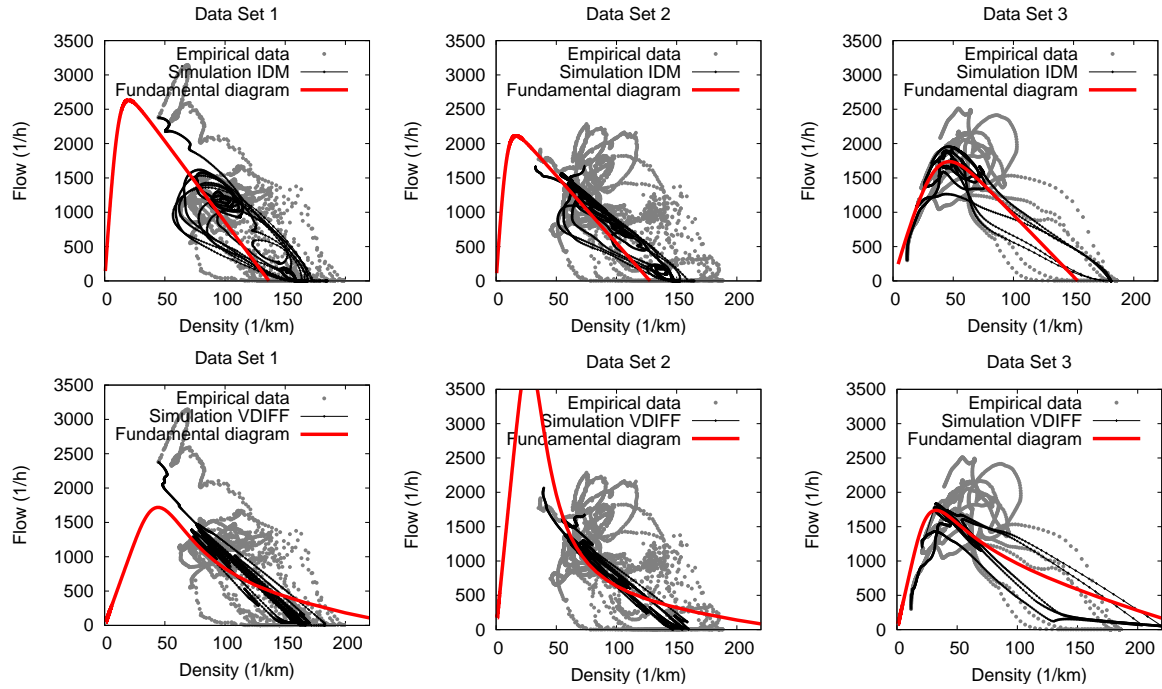 Data Set 1
Data Set 2
Data Set 3
3500
3000
2500
2000
1500
1000
500
0
Flow (1/h)
Empirical data
Simulation IDM
Fundamental diagram
0 50 100 150 200
Density (1/km)
3500
3000
2500
2000
1500
1000
500
0
Flow (1/h)
Empirical data
Simulation IDM
Fundamental diagram
0 50 100 150 200
Density (1/km)
3500
3000
2500
2000
1500
1000
500
0
Flow (1/h)
Empirical data
Simulation IDM
Fundamental diagram
0 50 100 150 200
Density (1/km)
Data Set 1
Data Set 2
Data Set 3
3500
3000
2500
2000
1500
1000
500
0
Flow (1/h)
Empirical data
Simulation VDIFF
Fundamental diagram
0 50 100 150 200
Density (1/km)
3500
3000
2500
2000
1500
1000
500
0
Flow (1/h)
Empirical data
Simulation VDIFF
Fundamental diagram
0 50 100 150 200
Density (1/km)
3500
3000
2500
2000
1500
1000
500
0
Flow (1/h)
Empirical data
Simulation VDIFF
Fundamental diagram
0 50 100 150 200
Density (1/km)